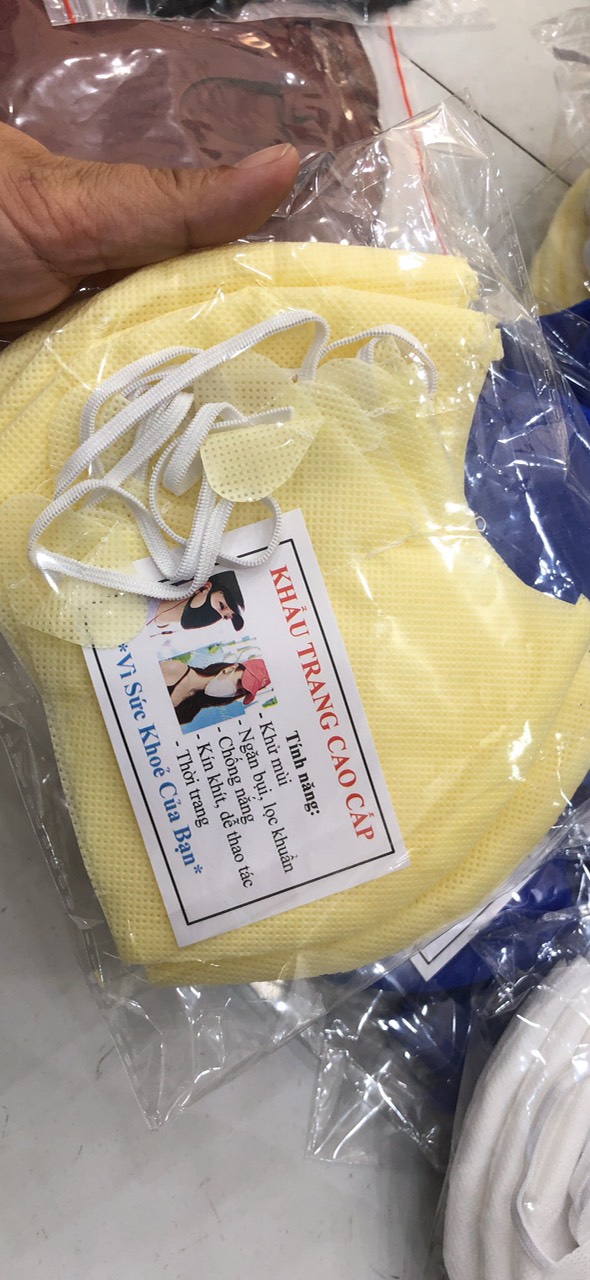 KHẨU TRANG CAO CẤP
Tính năng:
- Khử mùi
- Ngăn bụi, lọc khuẩn
- Chống nắng
- Kín khít, dễ thao tác
- Thời trang
*Vì Sức Khoẻ Của Bạn*